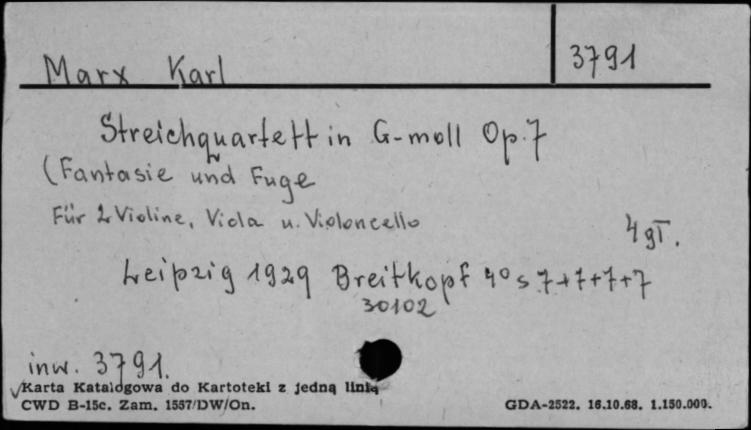 Marx Karl 3791
Streichquartett in G-moll Op. 7
(Fantasie und Fuge
Für 2 Violine, Viola u. Violoncello
4 gł.
Leipzig 1929 Breitkopf 4° s 7+7+7+7
30102
inw. 3791.
Karta Katalogowa do Kartoteki z jedną linią
CWD B-15c. Zam. 1557/DW/On. GDA-2522. 16.10.68. 1.150.000.